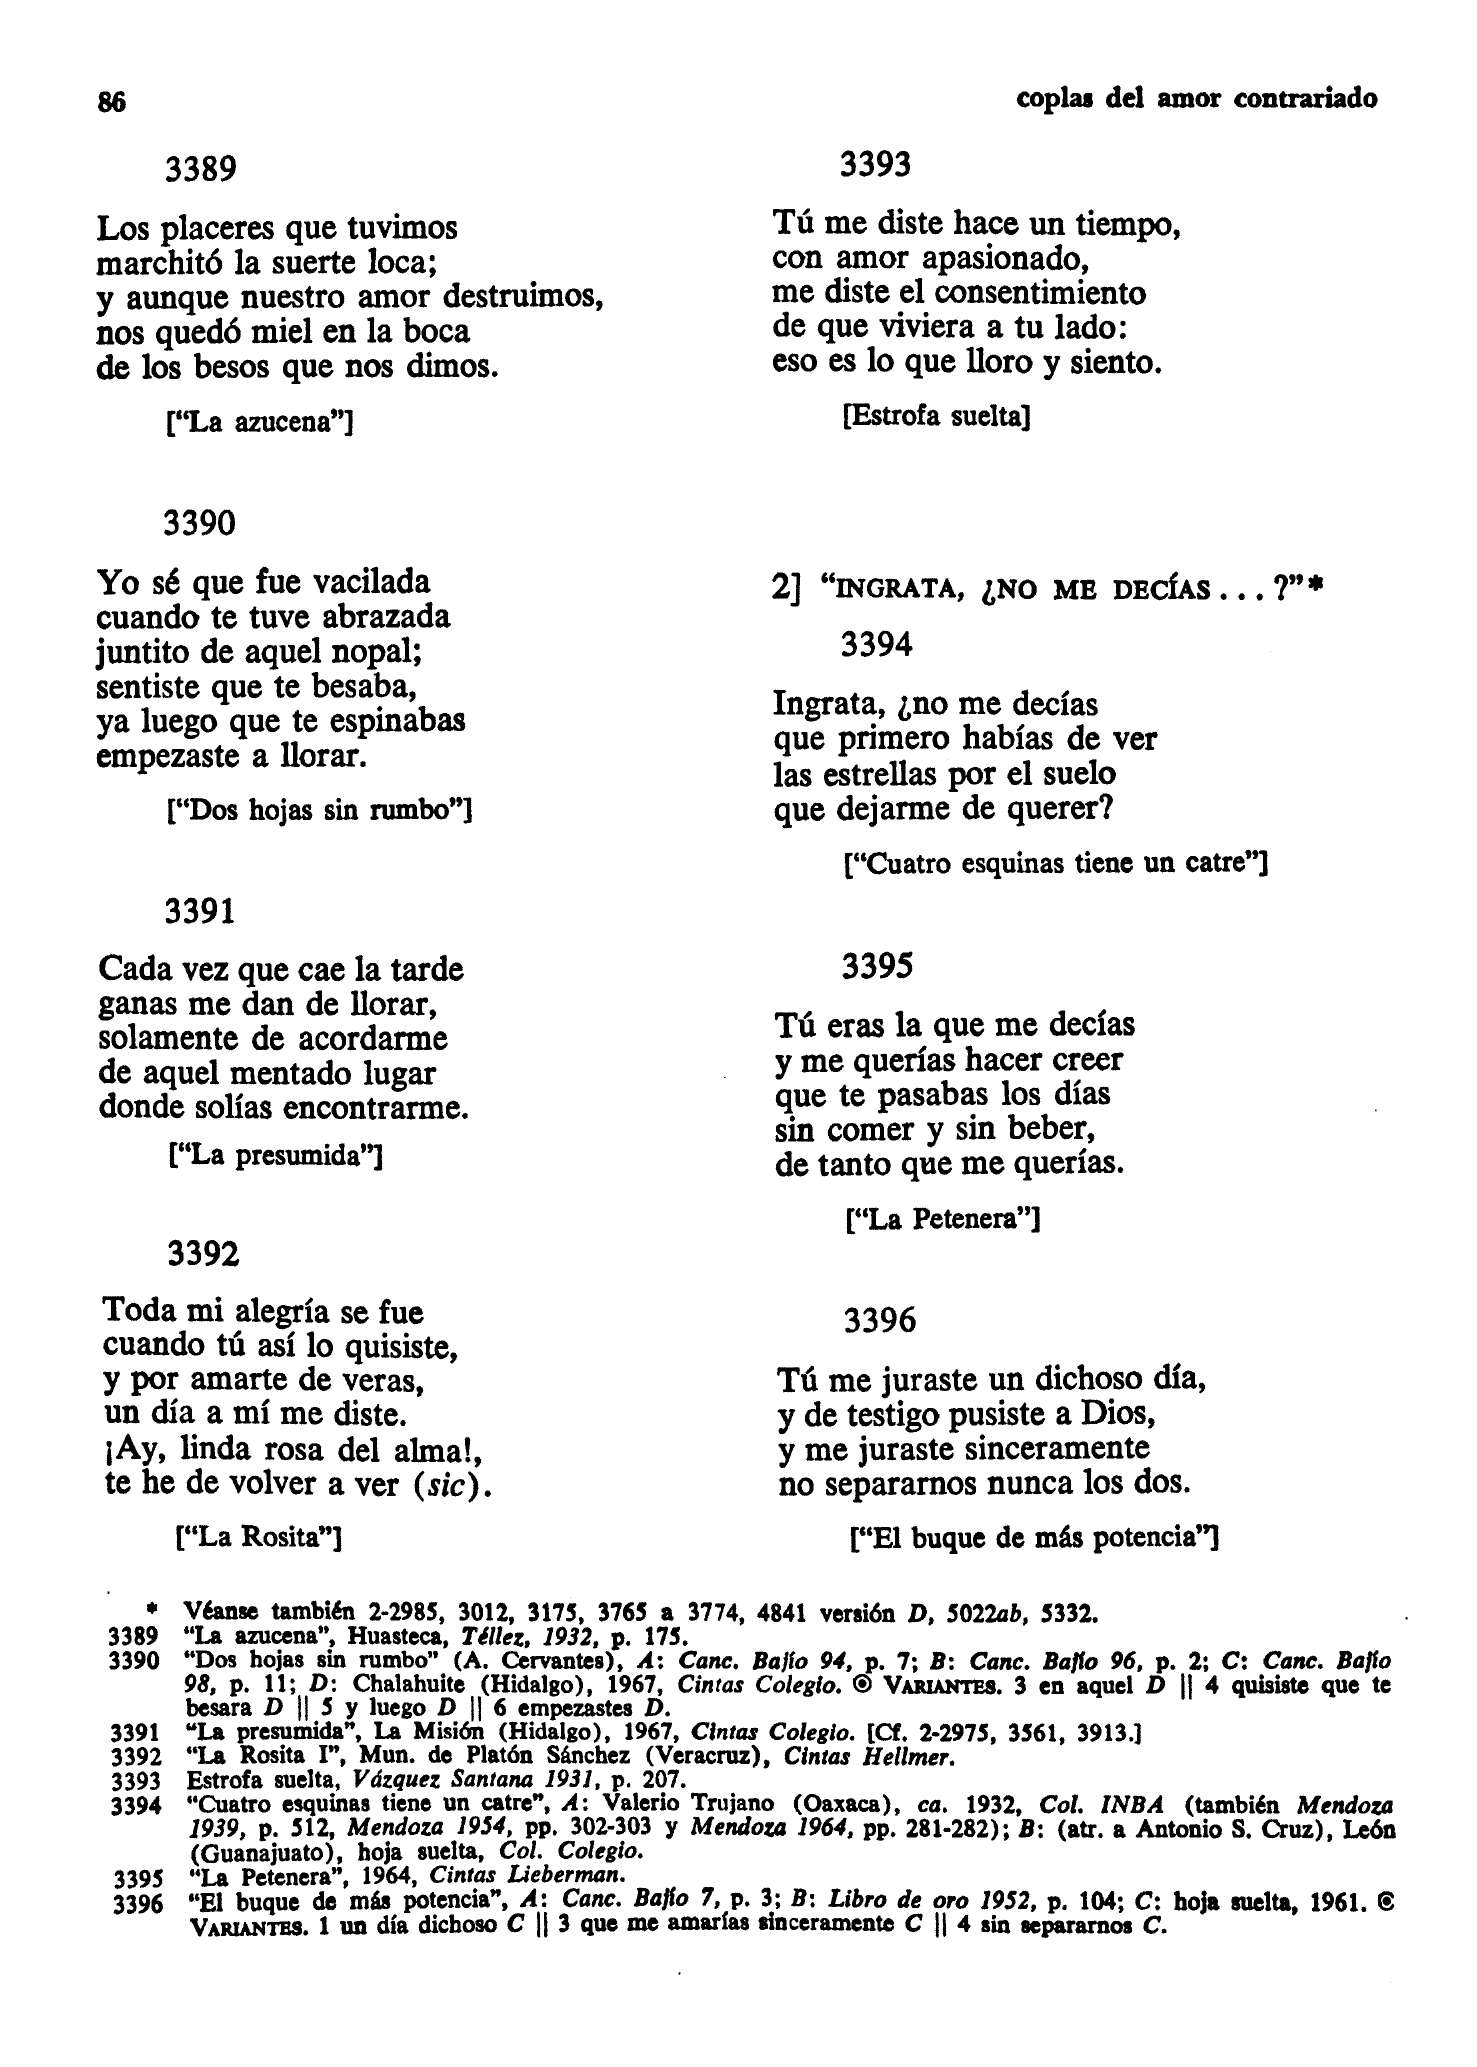 86
coplas del amor contrariado
3389
Los placeres que tuvimos
marchitó la suerte loca;
y aunque nuestro amor destruimos,
nos quedó miel en la boca
de los besos que nos dimos.
[“La azucena”]
3390
Yo sé que fue vacilada
cuando te tuve abrazada
juntito de aquel nopal;
sentiste que te besaba,
ya luego que te espinabas
empezaste a llorar.
[“Dos hojas sin rumbo”]
3391
Cada vez que cae la tarde
ganas me dan de llorar,
solamente de acordarme
de aquel mentado lugar
donde solías encontrarme.
[“La presumida”]
3392
Toda mi alegría se fue
cuando tú así lo quisiste,
y por amarte de veras,
un día a mí me diste.
¡Ay, linda rosa del alma!,
te he de volver a ver (sic).
[“La Rosita”]
3393
Tú me diste hace un tiempo,
con amor apasionado,
me diste el consentimiento
de que viviera a tu lado:
eso es lo que lloro y siento.
[Estrofa suelta]
2] “INGRATA, ¿NO ME DECÍAS...?”*
3394
Ingrata, ¿no me decías
que primero habías de ver
las estrellas por el suelo
que dejarme de querer?
[“Cuatro esquinas tiene un catre”]
3395
Tú eras la que me decías
y me querías hacer creer
que te pasabas los días
sin comer y sin beber,
de tanto que me querías.
[“La Petenera”]
3396
Tú me juraste un dichoso día,
y de testigo pusiste a Dios,
y me juraste sinceramente
no separarnos nunca los dos.
[“El buque de más potencia”]
* Véanse también 2-2985, 3012, 3175, 3765 a 3774, 4841 versión D, 5022ab, 5332.
3389 “La azucena”, Huasteca, Téllez, 1932, p. 175.
3390 “Dos hojas sin rumbo” (A. Cervantes), A: Canc. Bajío 94, p. 7; B: Canc. Bajío 96, p. 2; C: Canc. Bajío
98, p. 11; D: Chalahuite (Hidalgo), 1967, Cintas Colegio. ⊚ VARIANTES. 3 en aquel D || 4 quisiste que te
besara D || 5 y luego D || 6 empezastes D.
3391 “La presumida”, La Misión (Hidalgo), 1967, Cintas Colegio. [Cf. 2-2975, 3561, 3913.]
3392 “La Rosita I”, Mun. de Platón Sánchez (Veracruz), Cintas Hellmer.
3393 Estrofa suelta, Vázquez Santana 1931, p. 207.
3394 “Cuatro esquinas tiene un catre”, A: Valerio Trujano (Oaxaca), ca. 1932, Col. INBA (también Mendoza
1939, p. 512, Mendoza 1954, pp. 302-303 y Mendoza 1964, pp. 281-282); B: (atr. a Antonio S. Cruz), León
(Guanajuato), hoja suelta, Col. Colegio.
3395 “La Petenera”, 1964, Cintas Lieberman.
3396 “El buque de más potencia”, A: Canc. Bajío 7, p. 3; B: Libro de oro 1952, p. 104; C: hoja suelta, 1961. ⊚
VARIANTES. 1 un día dichoso C || 3 que me amarías sinceramente C || 4 sin separarnos C.